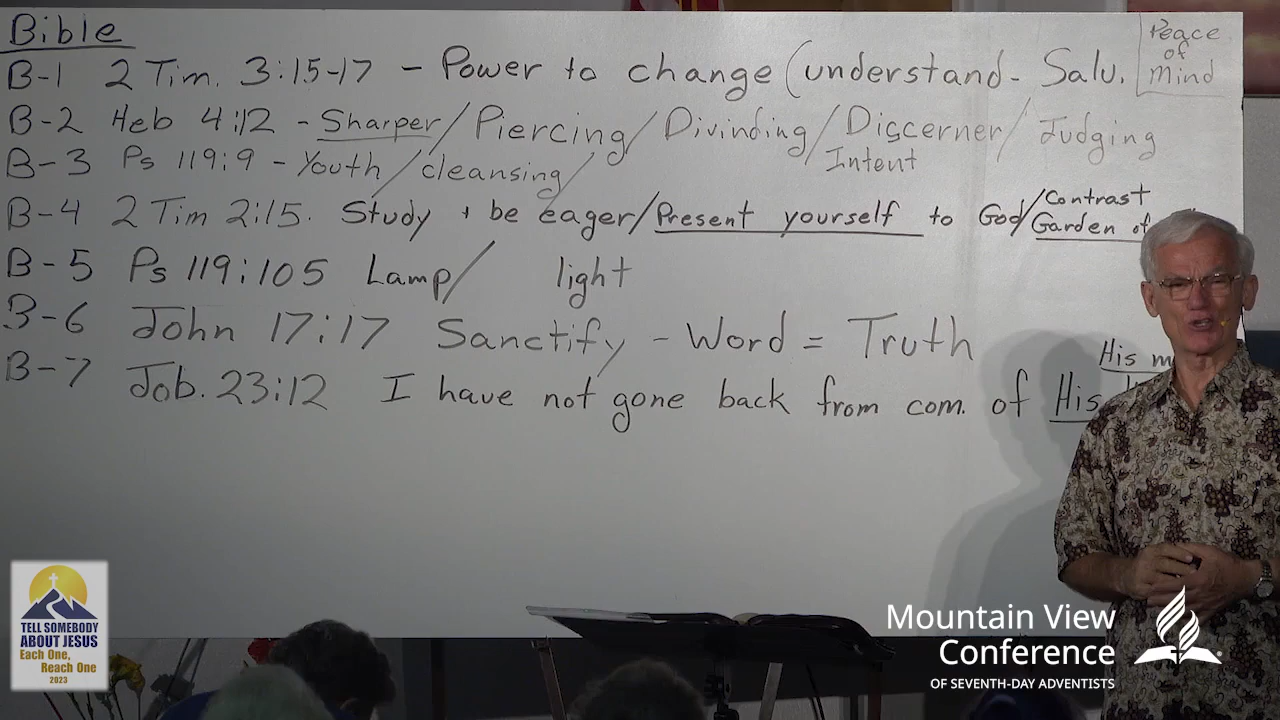 Bible
Peace
of
mind
B-1 2 Tim. 3:15-17 - Power to change (understand - Salv.
B-2 Heb 4:12 - Sharper/Piercing/Divinding/Discerner/Judging
Intent
B-3 Ps 119:9 - Youth/cleansing/
B-4 2 Tim 2:15. Study + be eager/Present yourself to God/Contrast
Garden of
B-5 Ps 119:105 Lamp/ light
B-6 John 17:17 Sanctify - Word = Truth
His
B-7 Job. 23:12 I have not gone back from com. of His
TELL SOMEBODY
ABOUT JESUS
Each One,
Reach One
2023
Mountain View
Conference
OF SEVENTH-DAY ADVENTISTS